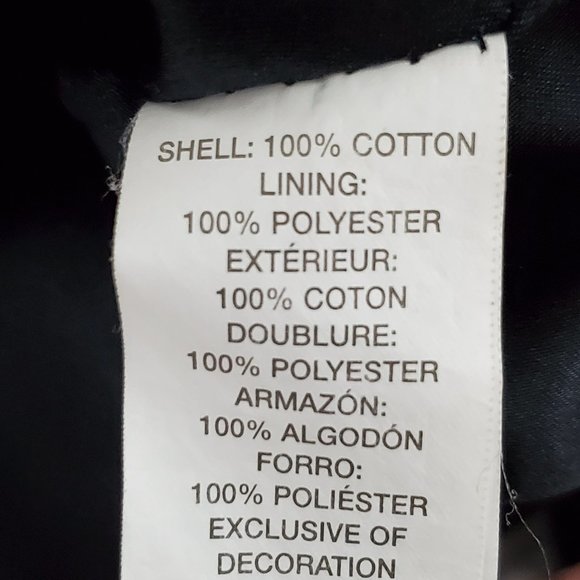 SHELL: 100% COTTON
LINING:
100% POLYESTER
EXTÉRIEUR:
100% COTON
DOUBLURE:
100% POLYESTER
ARMAZÓN:
100% ALGODÓN
FORRO:
100% POLIÉSTER
EXCLUSIVE OF
DECORATION